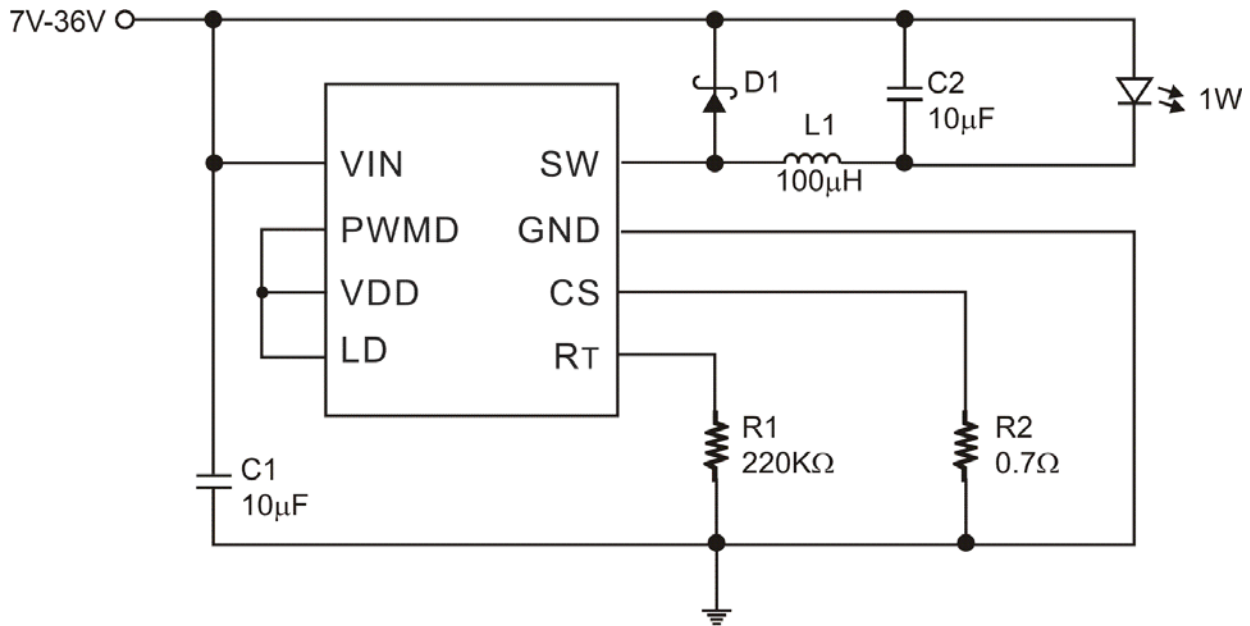 7V-36V
D1
C2
10μF
1W
L1
100μH
VIN
SW
PWMD
GND
VDD
CS
LD
RT
R1
220KΩ
R2
0.7Ω
C1
10μF